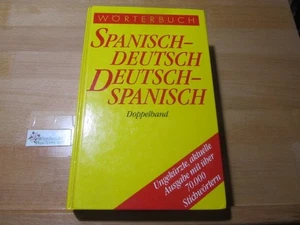 WÖRTERBUCH
SPANISCH–
DEUTSCH
DEUTSCH–
SPANISCH
Doppelband
Ungekürzte, aktuelle
Ausgabe mit über
70.000
Stichwörtern